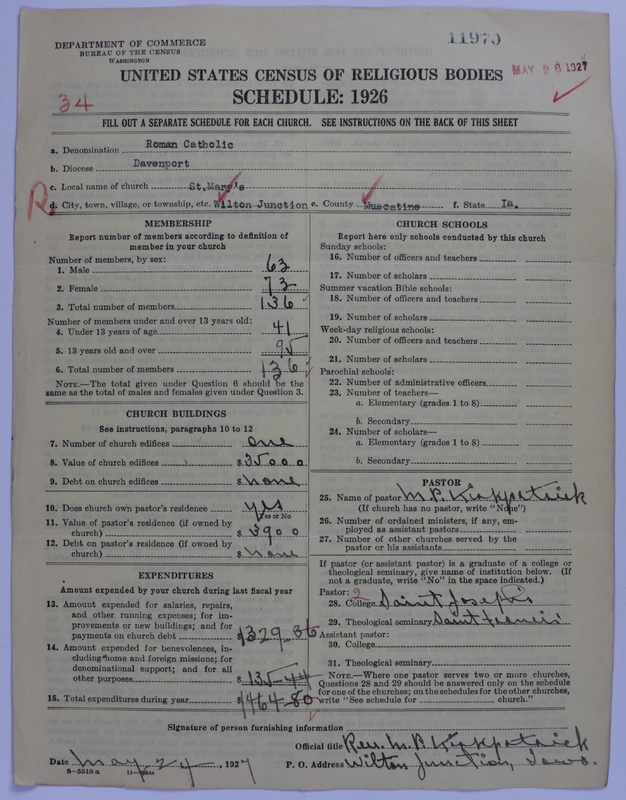 11970
DEPARTMENT OF COMMERCE
BUREAU OF THE CENSUS
WASHINGTON
MAY 26 1927
UNITED STATES CENSUS OF RELIGIOUS BODIES
34
SCHEDULE: 1926
FILL OUT A SEPARATE SCHEDULE FOR EACH CHURCH. SEE INSTRUCTIONS ON THE BACK OF THIS SHEET
a. Denomination Roman Catholic
b. Diocese Davenport
c. Local name of church St.Mary's
R.
d. City, town, village, or township, etc. Wilton Junction e. County Muscatine f. State Ia.
MEMBERSHIP
Report number of members according to definition of
member in your church
Number of members, by sex:
1. Male 63
2. Female 73
3. Total number of members 136
Number of members under and over 13 years old:
4. Under 13 years of age 41
5. 13 years old and over 95
6. Total number of members 136
NOTE.—The total given under Question 6 should be the
same as the total of males and females given under Question 3.
CHURCH BUILDINGS
See instructions, paragraphs 10 to 12
7. Number of church edifices one
8. Value of church edifices $35000
9. Debt on church edifices $none
10. Does church own pastor's residence yes
Yes or No
11. Value of pastor's residence (if owned by
church) $3900
12. Debt on pastor's residence (if owned by
church) $none
EXPENDITURES
Amount expended by your church during last fiscal year
13. Amount expended for salaries, repairs,
and other running expenses; for im-
provements or new buildings; and for
payments on church debt $1329-36
14. Amount expended for benevolences, in-
cluding home and foreign missions; for
denominational support; and for all
other purposes $135-44
15. Total expenditures during year $1464-80
CHURCH SCHOOLS
Report here only schools conducted by this church
Sunday schools:
16. Number of officers and teachers
17. Number of scholars
Summer vacation Bible schools:
18. Number of officers and teachers
19. Number of scholars
Week-day religious schools:
20. Number of officers and teachers
21. Number of scholars
Parochial schools:
22. Number of administrative officers
23. Number of teachers—
a. Elementary (grades 1 to 8)
b. Secondary
24. Number of scholars—
a. Elementary (grades 1 to 8)
b. Secondary
PASTOR
25. Name of pastor M P Kirkpatrick
(If church has no pastor, write "None")
26. Number of ordained ministers, if any, em-
ployed as assistant pastors
27. Number of other churches served by the
pastor or his assistants
If pastor (or assistant pastor) is a graduate of a college or
theological seminary, give name of institution below. (If
not a graduate, write "No" in the space indicated.)
Pastor: 2
28. College Saint Joseph's
29. Theological seminary Saint Francis
Assistant pastor:
30. College
31. Theological seminary
NOTE.—Where one pastor serves two or more churches,
Questions 28 and 29 should be answered only on the schedule
for one of the churches; on the schedules for the other churches,
write "See schedule for church."
Signature of person furnishing information
Official title Rev. M P Kirkpatrick
Date May 24, 1927 P. O. Address Wilton Junction, Iowa.
8—5518 a